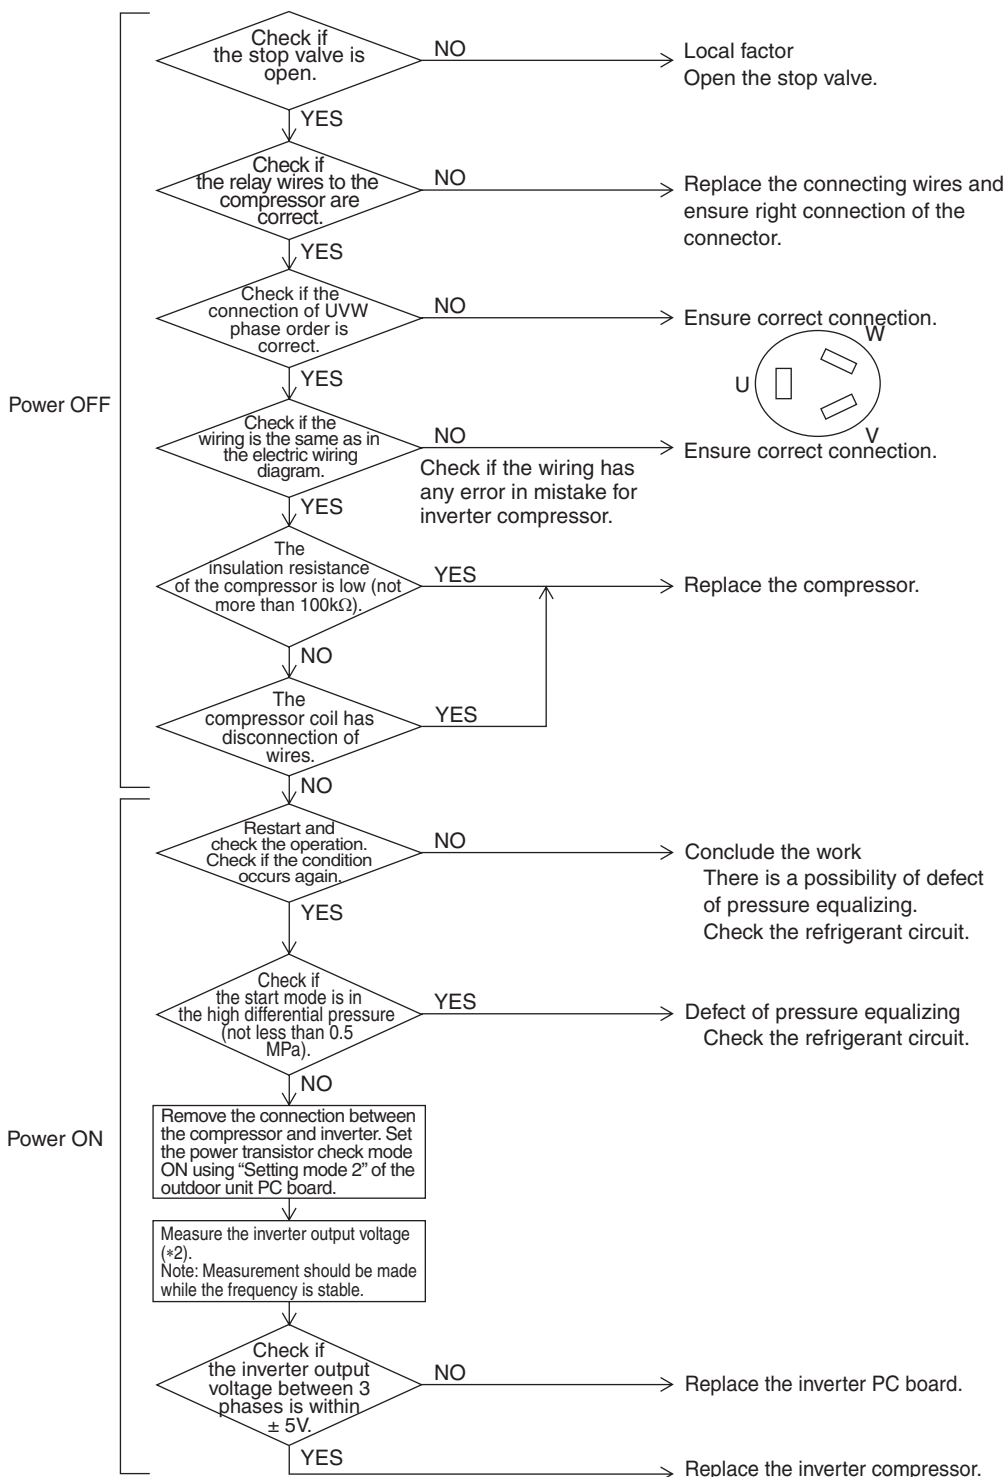 Check if
the stop valve is
open.
NO
Local factor
Open the stop valve.
YES
Check if
the relay wires to the
compressor are
correct.
NO
Replace the connecting wires and
ensure right connection of the
connector.
YES
Check if the
connection of UVW
phase order is
correct.
NO
Ensure correct connection.
W
U
V
YES
Power OFF
Check if the
wiring is the same as in
the electric wiring
diagram.
NO
Check if the wiring has
any error in mistake for
inverter compressor.
Ensure correct connection.
YES
The
insulation resistance
of the compressor is low (not
more than 100kΩ).
YES
Replace the compressor.
NO
The
compressor coil has
disconnection of
wires.
YES
NO
Restart and
check the operation.
Check if the condition
occurs again.
NO
Conclude the work
There is a possibility of defect
of pressure equalizing.
Check the refrigerant circuit.
YES
Check if
the start mode is in
the high differential pressure
(not less than 0.5
MPa).
YES
Defect of pressure equalizing
Check the refrigerant circuit.
NO
Power ON
Remove the connection between
the compressor and inverter. Set
the power transistor check mode
ON using “Setting mode 2” of the
outdoor unit PC board.
Measure the inverter output voltage
(*2).
Note: Measurement should be made
while the frequency is stable.
Check if
the inverter output
voltage between 3
phases is within
± 5V.
NO
Replace the inverter PC board.
YES
Replace the inverter compressor.